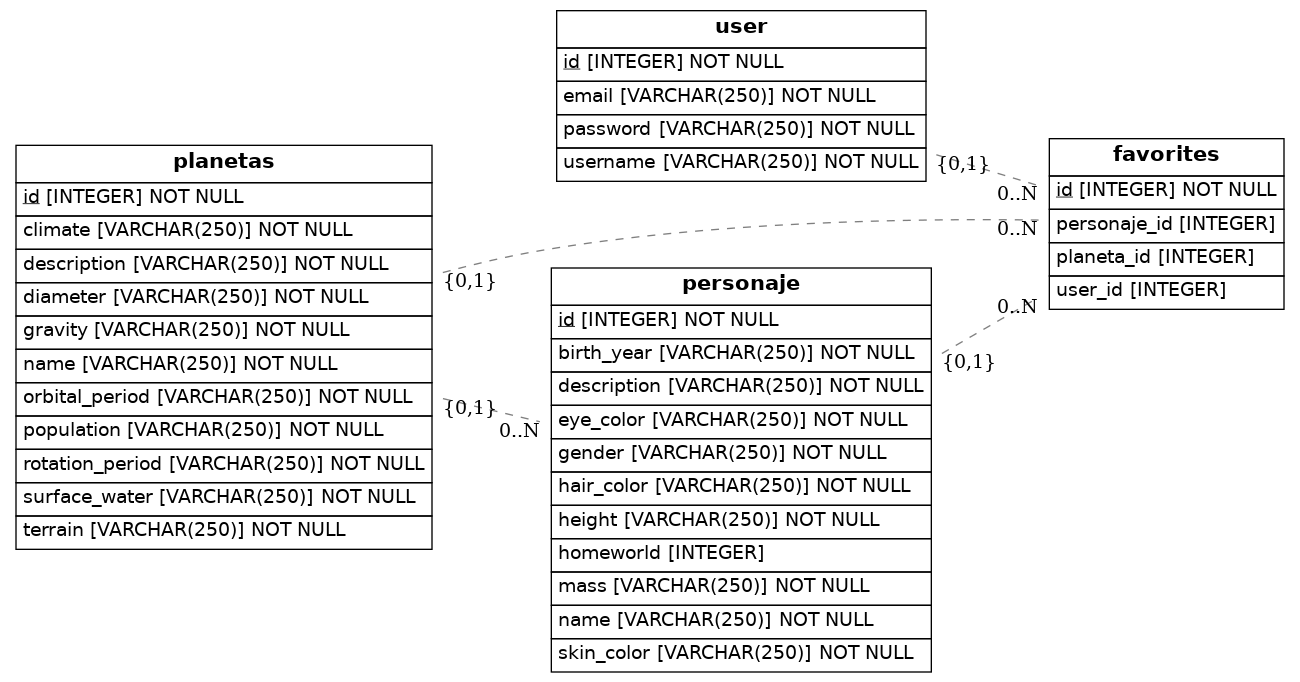 user
id [INTEGER] NOT NULL
email [VARCHAR(250)] NOT NULL
password [VARCHAR(250)] NOT NULL
username [VARCHAR(250)] NOT NULL
{0,1}
0..N
favorites
id [INTEGER] NOT NULL
personaje_id [INTEGER]
planeta_id [INTEGER]
user_id [INTEGER]
0..N
0..N
planetas
id [INTEGER] NOT NULL
climate [VARCHAR(250)] NOT NULL
description [VARCHAR(250)] NOT NULL
diameter [VARCHAR(250)] NOT NULL
gravity [VARCHAR(250)] NOT NULL
name [VARCHAR(250)] NOT NULL
orbital_period [VARCHAR(250)] NOT NULL
population [VARCHAR(250)] NOT NULL
rotation_period [VARCHAR(250)] NOT NULL
surface_water [VARCHAR(250)] NOT NULL
terrain [VARCHAR(250)] NOT NULL
{0,1}
{0,1}
0..N
personaje
id [INTEGER] NOT NULL
birth_year [VARCHAR(250)] NOT NULL
description [VARCHAR(250)] NOT NULL
eye_color [VARCHAR(250)] NOT NULL
gender [VARCHAR(250)] NOT NULL
hair_color [VARCHAR(250)] NOT NULL
height [VARCHAR(250)] NOT NULL
homeworld [INTEGER]
mass [VARCHAR(250)] NOT NULL
name [VARCHAR(250)] NOT NULL
skin_color [VARCHAR(250)] NOT NULL
{0,1}